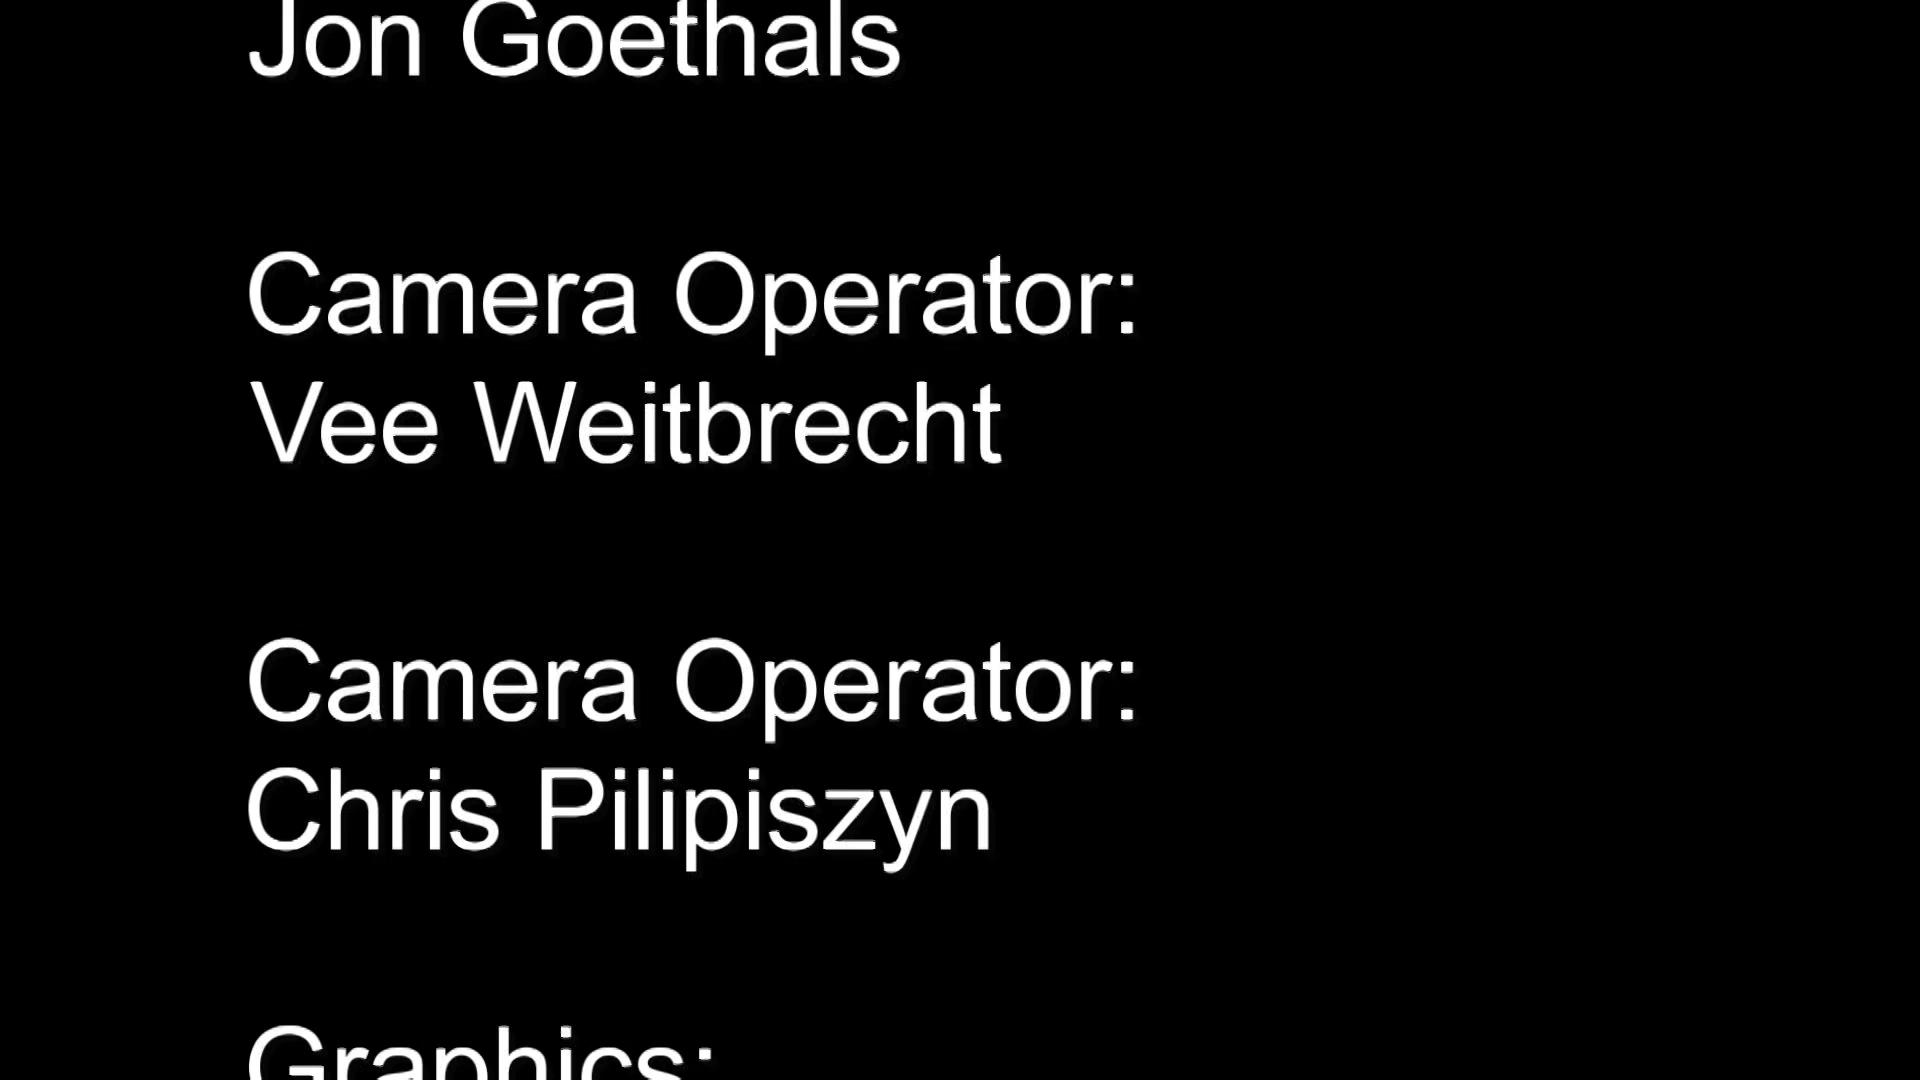 Jon Goethals
Camera Operator:
Vee Weitbrecht
Camera Operator:
Chris Pilipiszyn
Graphics: